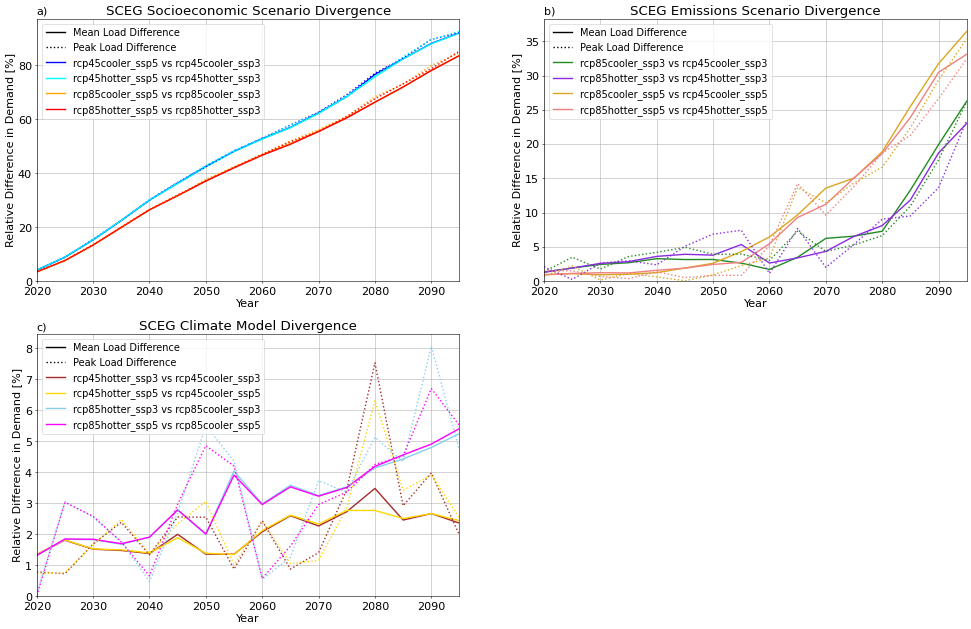 a)
SCEG Socioeconomic Scenario Divergence
Relative Difference in Demand [%]
80
60
40
20
0
Mean Load Difference
Peak Load Difference
rcp45cooler_ssp5 vs rcp45cooler_ssp3
rcp45hotter_ssp5 vs rcp45hotter_ssp3
rcp85cooler_ssp5 vs rcp85cooler_ssp3
rcp85hotter_ssp5 vs rcp85hotter_ssp3
2020 2030 2040 2050 2060 2070 2080 2090
Year
b)
SCEG Emissions Scenario Divergence
Relative Difference in Demand [%]
35
30
25
20
15
10
5
0
Mean Load Difference
Peak Load Difference
rcp85cooler_ssp3 vs rcp45cooler_ssp3
rcp85hotter_ssp3 vs rcp45hotter_ssp3
rcp85cooler_ssp5 vs rcp45cooler_ssp5
rcp85hotter_ssp5 vs rcp45hotter_ssp5
2020 2030 2040 2050 2060 2070 2080 2090
Year
c)
SCEG Climate Model Divergence
Relative Difference in Demand [%]
8
7
6
5
4
3
2
1
0
Mean Load Difference
Peak Load Difference
rcp45hotter_ssp3 vs rcp45cooler_ssp3
rcp45hotter_ssp5 vs rcp45cooler_ssp5
rcp85hotter_ssp3 vs rcp85cooler_ssp3
rcp85hotter_ssp5 vs rcp85cooler_ssp5
2020 2030 2040 2050 2060 2070 2080 2090
Year